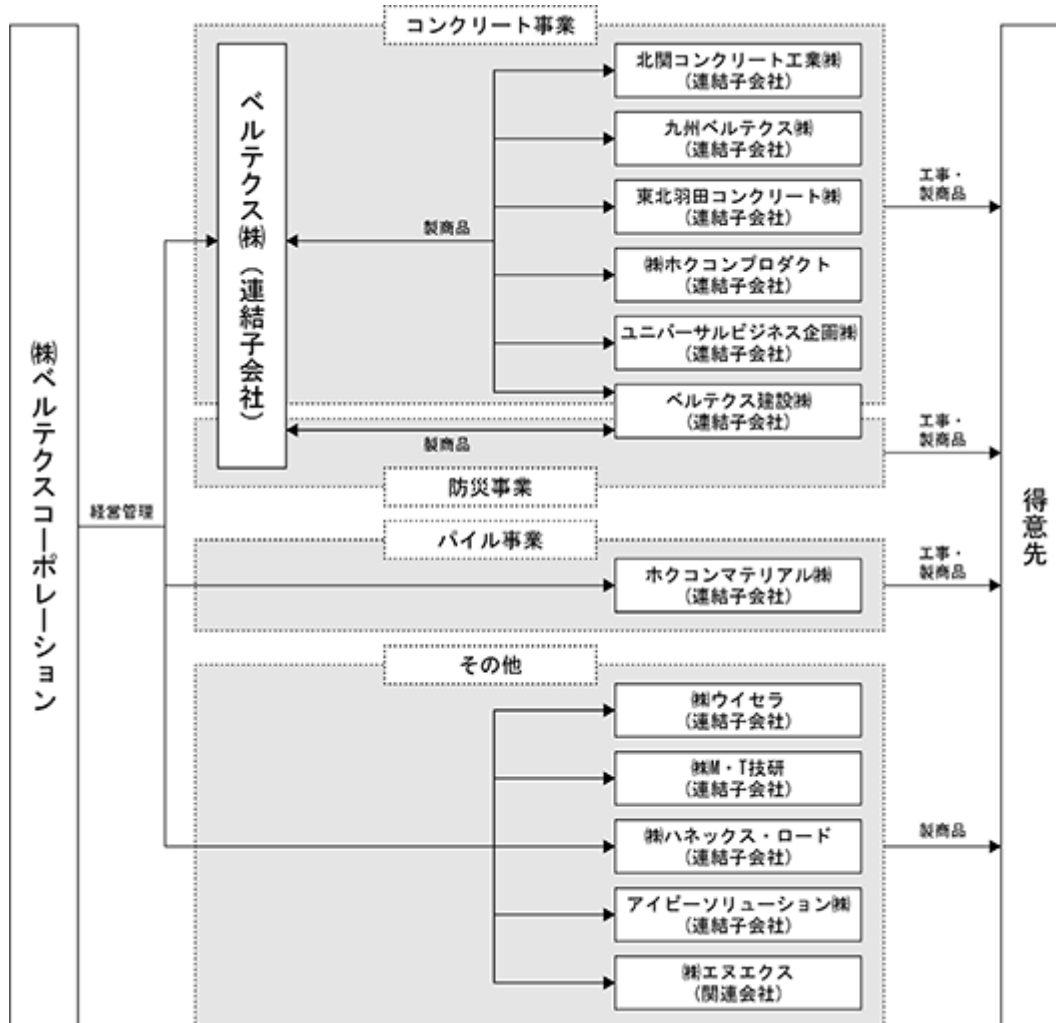 ㈱ベルテクスコーポレーション
経営管理
コンクリート事業
ベルテクス㈱（連結子会社）
製商品
北関コンクリート工業㈱
(連結子会社)
九州ベルテクス㈱
(連結子会社)
東北羽田コンクリート㈱
(連結子会社)
㈱ホクコンプロダクト
(連結子会社)
ユニバーサルビジネス企画㈱
(連結子会社)
ベルテクス建設㈱
(連結子会社)
工事・
製商品
製商品
防災事業
工事・
製商品
パイル事業
ホクコンマテリアル㈱
(連結子会社)
工事・
製商品
その他
㈱ウイセラ
(連結子会社)
㈱M・T技研
(連結子会社)
㈱ハネックス・ロード
(連結子会社)
アイビーソリューション㈱
(連結子会社)
㈱エヌエクス
(関連会社)
製商品
得意先